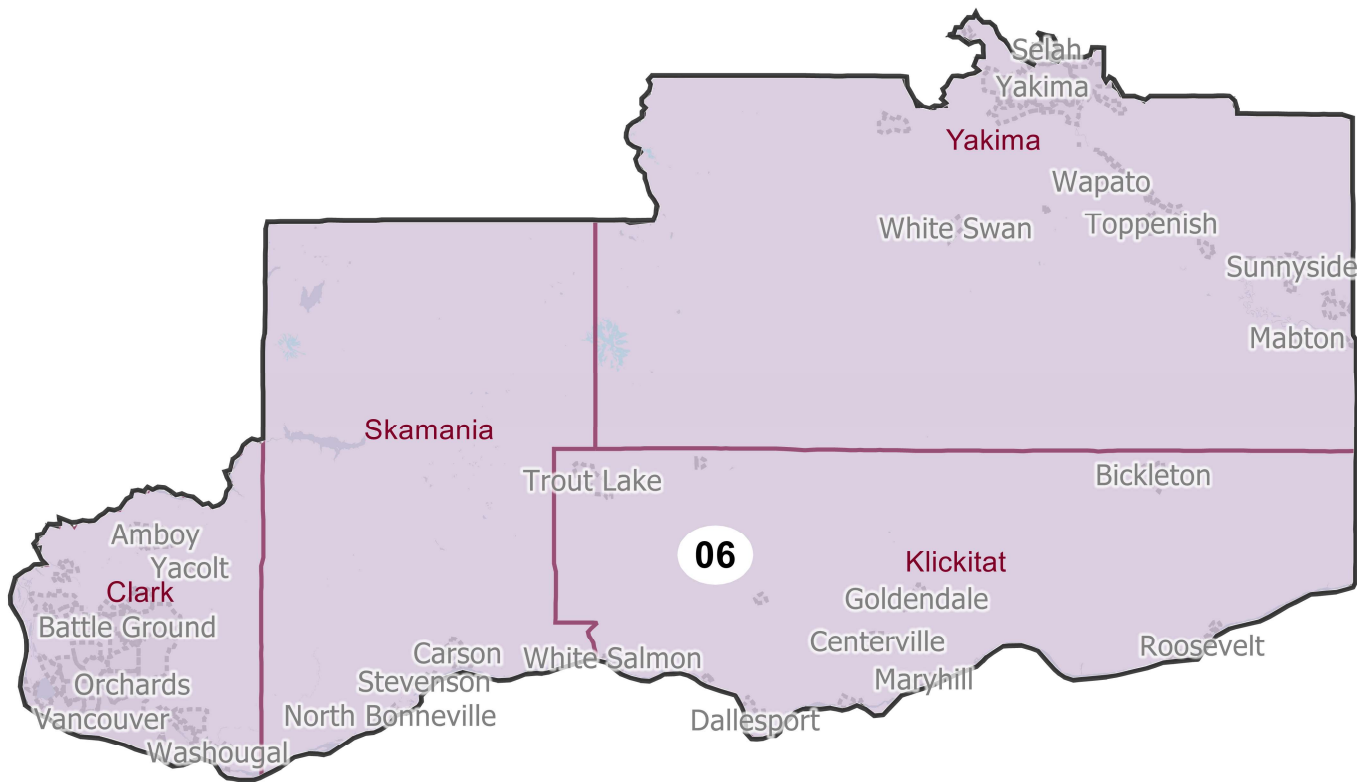 Selah
Yakima
Yakima
Wapato
White Swan
Toppenish
Sunnyside
Mabton
Skamania
Trout Lake
Bickleton
Amboy
Yacolt
Clark
06
Klickitat
Goldendale
Battle Ground
Centerville
Roosevelt
Carson
White Salmon
Stevenson
Maryhill
Orchards
North Bonneville
Vancouver
Dallesport
Washougal